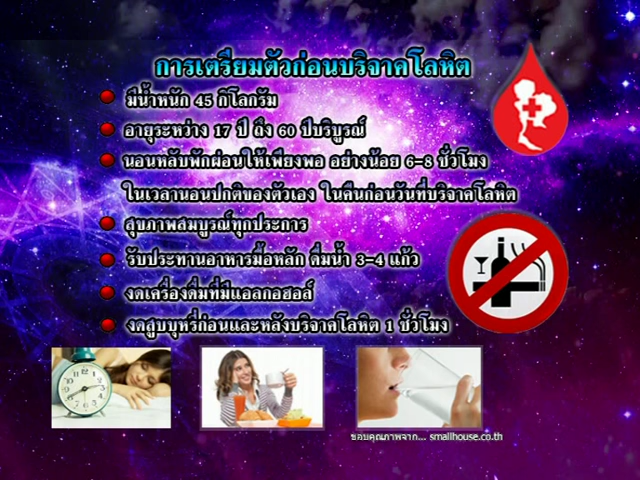 การเตรียมตัวก่อนบริจาคโลหิต
มีน้ำหนัก 45 กิโลกรัม
อายุระหว่าง 17 ปี ถึง 60 ปีบริบูรณ์
นอนหลับพักผ่อนให้เพียงพอ อย่างน้อย 6-8 ชั่วโมง
ในเวลานอนปกติของตัวเอง ในคืนก่อนวันที่บริจาคโลหิต
สุขภาพสมบูรณ์ทุกประการ
รับประทานอาหารมื้อหลัก ดื่มน้ำ 3-4 แก้ว
งดเครื่องดื่มที่มีแอลกอฮอล์
งดสูบบุหรี่ก่อนและหลังบริจาคโลหิต 1 ชั่วโมง
ขอบคุณภาพจาก... smallhouse.co.th